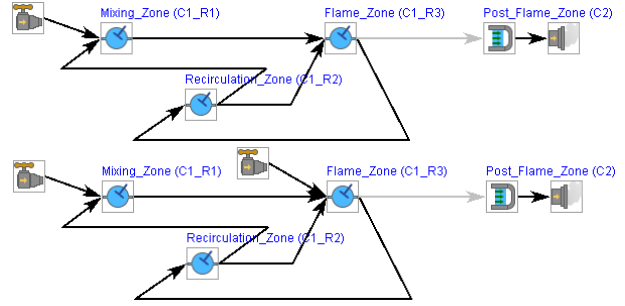 Mixing_Zone (C1_R1) Flame_Zone (C1_R3) Post_Flame_Zone (C2)
Recirculation_Zone (C1_R2)
Mixing_Zone (C1_R1) Flame_Zone (C1_R3) Post_Flame_Zone (C2)
Recirculation_Zone (C1_R2)